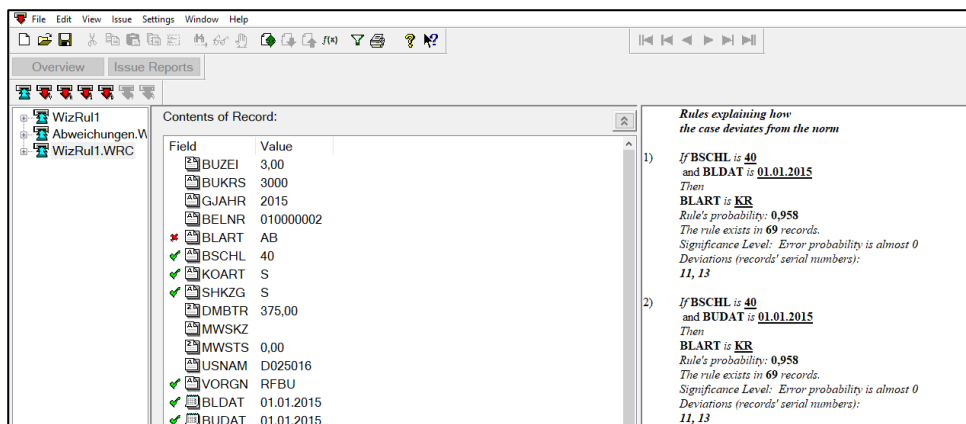 File Edit View Issue Settings Window Help
f(x)
Overview Issue Reports
WizRul1
Abweichungen.W
WizRul1.WRC
Contents of Record:
Field Value
BUZEI 3,00
BUKRS 3000
GJAHR 2015
BELNR 010000002
BLART AB
BSCHL 40
KOART S
SHKZG S
DMBTR 375,00
MWSKZ
MWSTS 0,00
USNAM D025016
VORGN RFBU
BLDAT 01.01.2015
BUDAT 01.01.2015
Rules explaining how
the case deviates from the norm
1) If BSCHL is 40
and BLDAT is 01.01.2015
Then
BLART is KR
Rule's probability: 0,958
The rule exists in 69 records.
Significance Level: Error probability is almost 0
Deviations (records' serial numbers):
11, 13
2) If BSCHL is 40
and BUDAT is 01.01.2015
Then
BLART is KR
Rule's probability: 0,958
The rule exists in 69 records.
Significance Level: Error probability is almost 0
Deviations (records' serial numbers):
11, 13